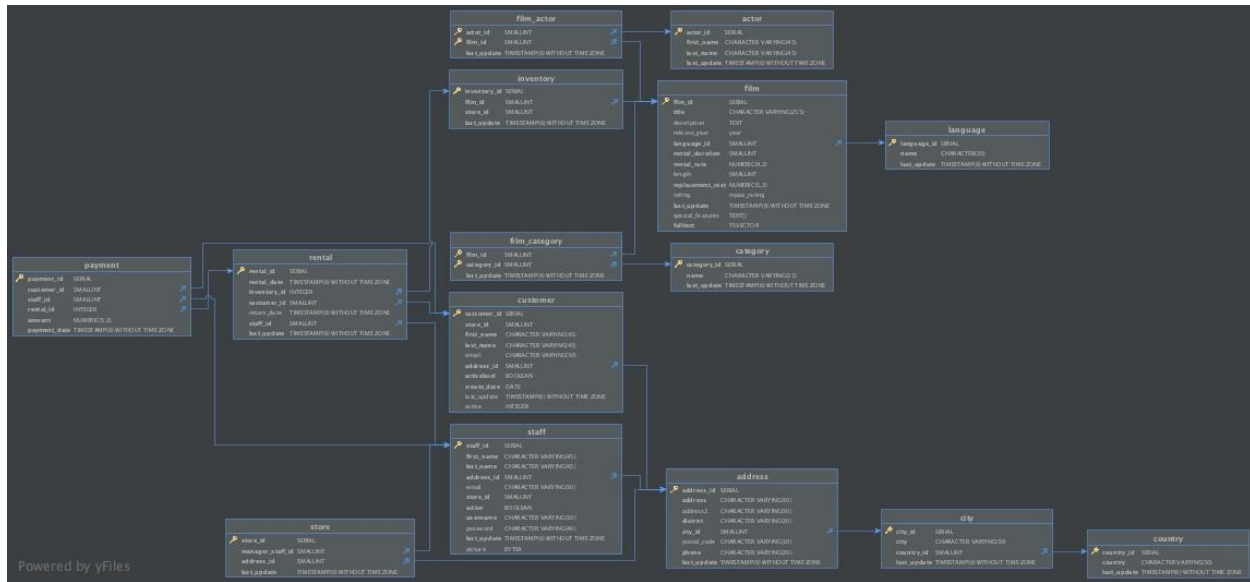 film_actor
actor_id SMALLINT
film_id SMALLINT
last_update TIMESTAMP(6) WITHOUT TIME ZONE
actor
actor_id SERIAL
first_name CHARACTER VARYING(45)
last_name CHARACTER VARYING(45)
last_update TIMESTAMP(6) WITHOUT TIME ZONE
inventory
inventory_id SERIAL
film_id SMALLINT
store_id SMALLINT
last_update TIMESTAMP(6) WITHOUT TIME ZONE
film
film_id SERIAL
title CHARACTER VARYING(255)
description TEXT
release_year year
language_id SMALLINT
rental_duration SMALLINT
rental_rate NUMERIC(4,2)
length SMALLINT
replacement_cost NUMERIC(5,2)
rating mpaa_rating
last_update TIMESTAMP(6) WITHOUT TIME ZONE
special_features TEXT[]
fulltext TSVECTOR
language
language_id SERIAL
name CHARACTER(20)
last_update TIMESTAMP(6) WITHOUT TIME ZONE
film_category
film_id SMALLINT
category_id SMALLINT
last_update TIMESTAMP(6) WITHOUT TIME ZONE
category
category_id SERIAL
name CHARACTER VARYING(25)
last_update TIMESTAMP(6) WITHOUT TIME ZONE
payment
payment_id SERIAL
customer_id SMALLINT
staff_id SMALLINT
rental_id INTEGER
amount NUMERIC(5,2)
payment_date TIMESTAMP(6) WITHOUT TIME ZONE
rental
rental_id SERIAL
rental_date TIMESTAMP(6) WITHOUT TIME ZONE
inventory_id INTEGER
customer_id SMALLINT
return_date TIMESTAMP(6) WITHOUT TIME ZONE
staff_id SMALLINT
last_update TIMESTAMP(6) WITHOUT TIME ZONE
customer
customer_id SERIAL
store_id SMALLINT
first_name CHARACTER VARYING(45)
last_name CHARACTER VARYING(45)
email CHARACTER VARYING(50)
address_id SMALLINT
activebool BOOLEAN
create_date DATE
last_update TIMESTAMP(6) WITHOUT TIME ZONE
active INTEGER
staff
staff_id SERIAL
first_name CHARACTER VARYING(45)
last_name CHARACTER VARYING(45)
address_id SMALLINT
email CHARACTER VARYING(50)
store_id SMALLINT
active BOOLEAN
username CHARACTER VARYING(16)
password CHARACTER VARYING(40)
last_update TIMESTAMP(6) WITHOUT TIME ZONE
picture BYTEA
store
store_id SERIAL
manager_staff_id SMALLINT
address_id SMALLINT
last_update TIMESTAMP(6) WITHOUT TIME ZONE
address
address_id SERIAL
address CHARACTER VARYING(50)
address2 CHARACTER VARYING(50)
district CHARACTER VARYING(20)
city_id SMALLINT
postal_code CHARACTER VARYING(10)
phone CHARACTER VARYING(20)
last_update TIMESTAMP(6) WITHOUT TIME ZONE
city
city_id SERIAL
city CHARACTER VARYING(50)
country_id SMALLINT
last_update TIMESTAMP(6) WITHOUT TIME ZONE
country
country_id SERIAL
country CHARACTER VARYING(50)
last_update TIMESTAMP(6) WITHOUT TIME ZONE
Powered by yFiles